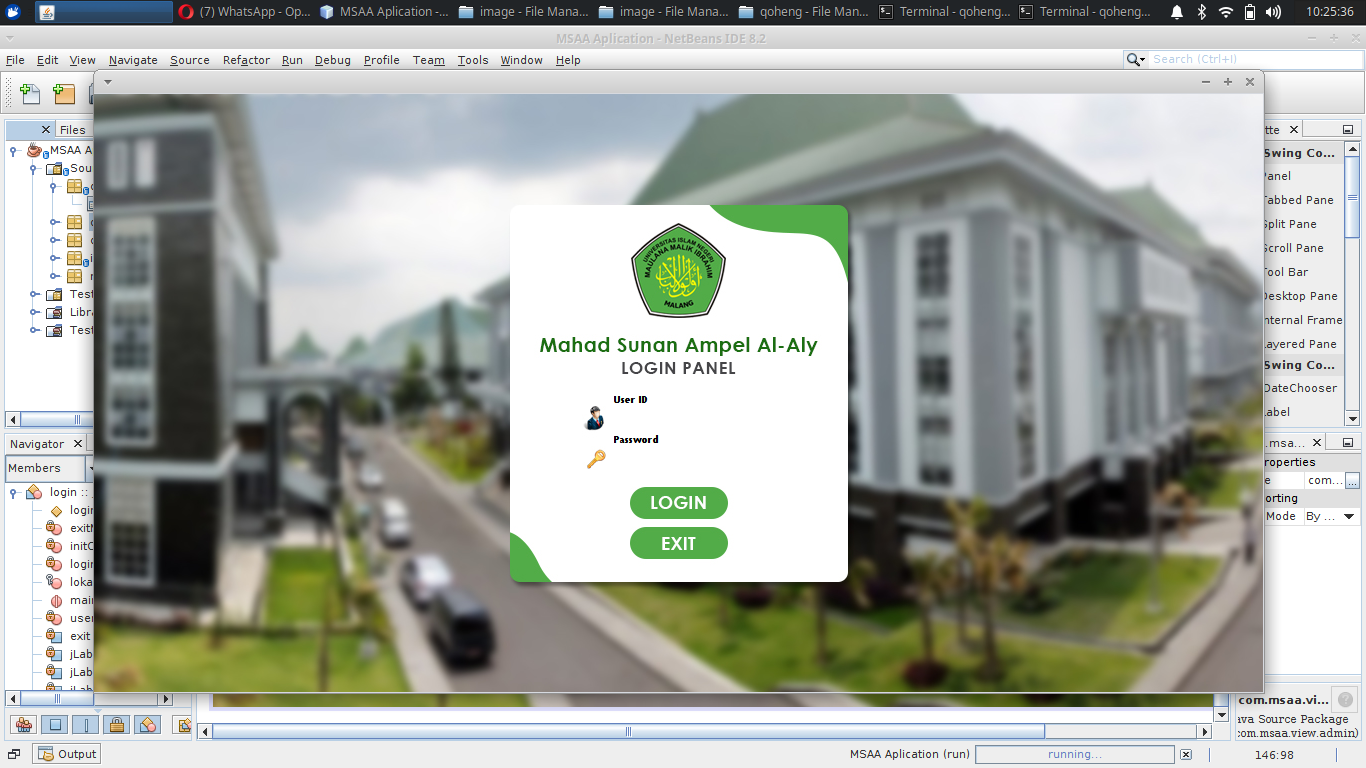 (7) WhatsApp - Op...
MSAA Aplication -...
image - File Mana...
image - File Mana...
qoheng - File Man...
Terminal - qoheng...
Terminal - qoheng...
10:25:36
MSAA Aplication - NetBeans IDE 8.2
File Edit View Navigate Source Refactor Run Debug Profile Team Tools Window Help
Search (Ctrl+I)
Files
MSAA A
Sou
Test
Libra
Test
Navigator
Members
login ::
login
exit
initC
login
loka
mair
user
exit
jLab
jLab
UNIVERSITAS ISLAM NEGERI
MAULANA MALIK IBRAHIM
MALANG
Mahad Sunan Ampel Al-Aly
LOGIN PANEL
User ID
Password
LOGIN
EXIT
tte
Swing Co...
Panel
Tabbed Pane
Split Pane
Scroll Pane
Tool Bar
Desktop Pane
Internal Frame
Layered Pane
Swing Co...
DateChooser
Label
.msa...
roperties
e com... ...
orting
Mode By ...
com.msaa.vi...
ava Source Package
com.msaa.view.admin)
Output
MSAA Aplication (run)
running...
146:98